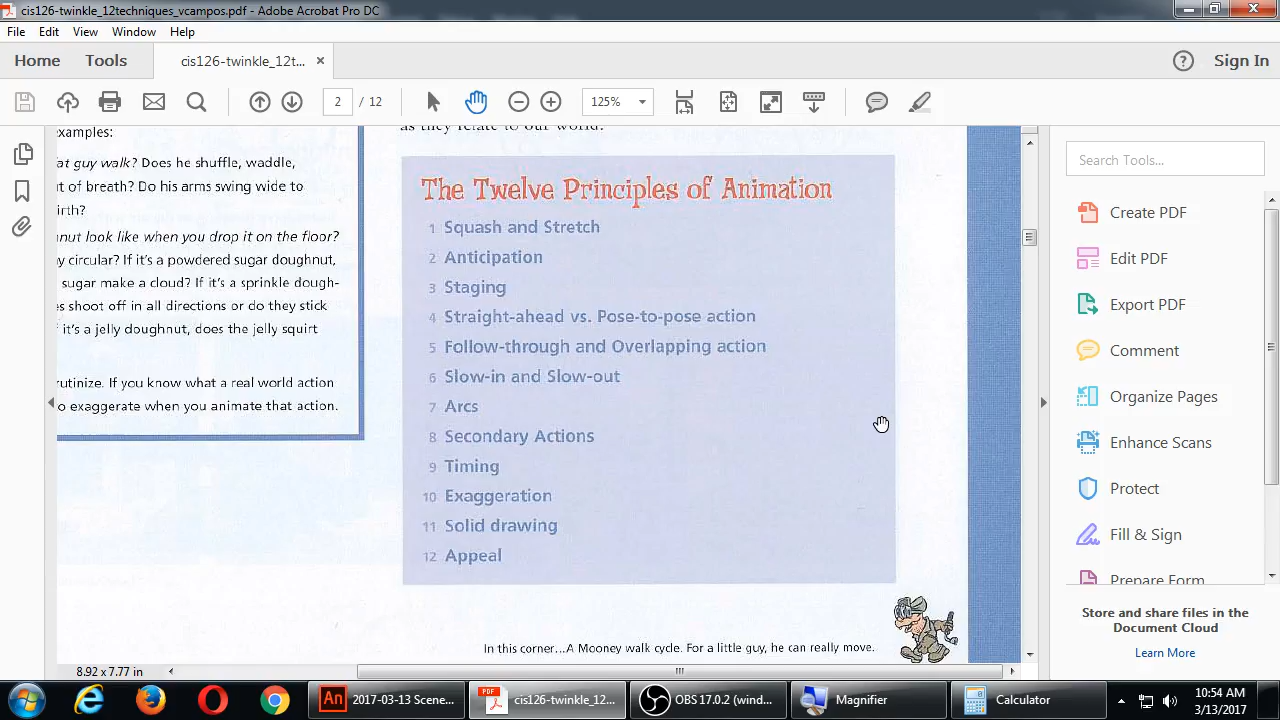 cis126-twinkle_12techniques_vcampos.pdf - Adobe Acrobat Pro DC
File Edit View Window Help
Home Tools cis126-twinkle_12t... × Sign In
2 / 12 125%
examples:
at guy walk? Does he shuffle, waddle,
t of breath? Do his arms swing wide to
irth?
nut look like when you drop it on the floor?
y circular? If it's a powdered sugar doughnut,
sugar make a cloud? If it's a sprinkle dough-
es shoot off in all directions or do they click
it's a jelly doughnut, does the jelly squirt
rutinize. If you know what a real world action
o exaggerate when you animate that action.
as they relate to our world.
The Twelve Principles of Animation
1 Squash and Stretch
2 Anticipation
3 Staging
4 Straight-ahead vs. Pose-to-pose action
5 Follow-through and Overlapping action
6 Slow-in and Slow-out
7 Arcs
8 Secondary Actions
9 Timing
10 Exaggeration
11 Solid drawing
12 Appeal
In this corner...A Mooney walk cycle. For a little guy, he can really move.
8.92 x 7.77 in
Search Tools...
Create PDF
Edit PDF
Export PDF
Comment
Organize Pages
Enhance Scans
Protect
Fill & Sign
Prepare Form
Store and share files in the
Document Cloud
Learn More
An 2017-03-13 Scene... PDF cis126-twinkle_12... OBS 17.0.2 (wind... Magnifier Calculator
10:54 AM
3/13/2017